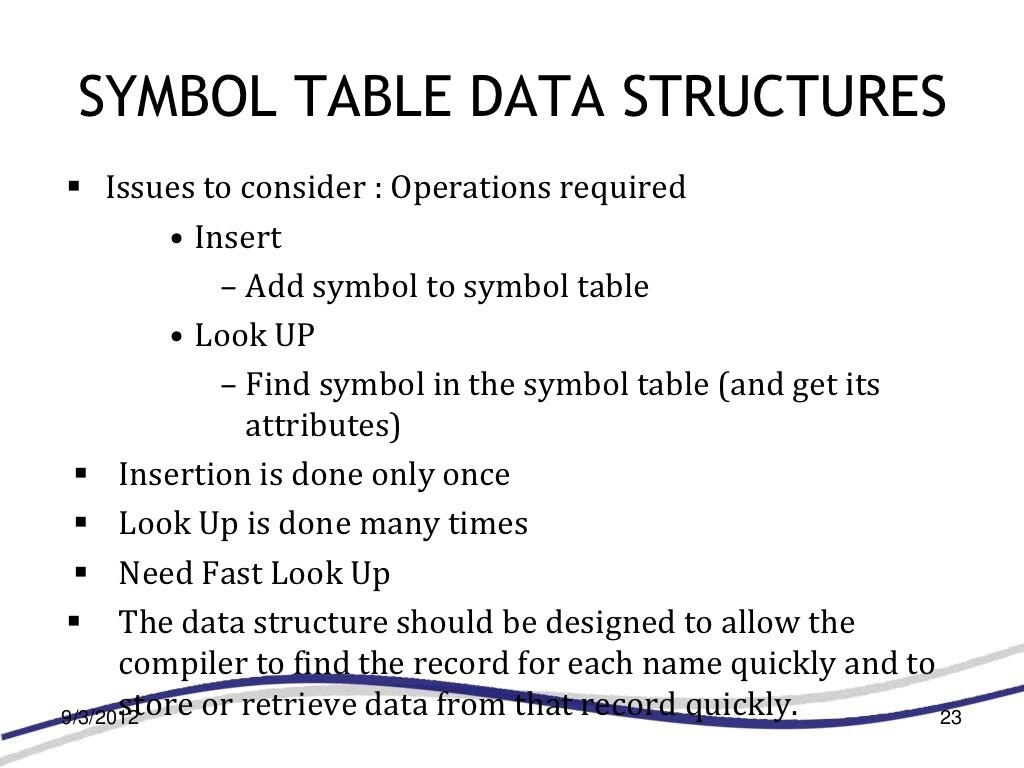 SYMBOL TABLE DATA STRUCTURES
▪ Issues to consider : Operations required
• Insert
– Add symbol to symbol table
• Look UP
– Find symbol in the symbol table (and get its
attributes)
▪ Insertion is done only once
▪ Look Up is done many times
▪ Need Fast Look Up
▪ The data structure should be designed to allow the
compiler to find the record for each name quickly and to
store or retrieve data from that record quickly.
9/3/2012
23